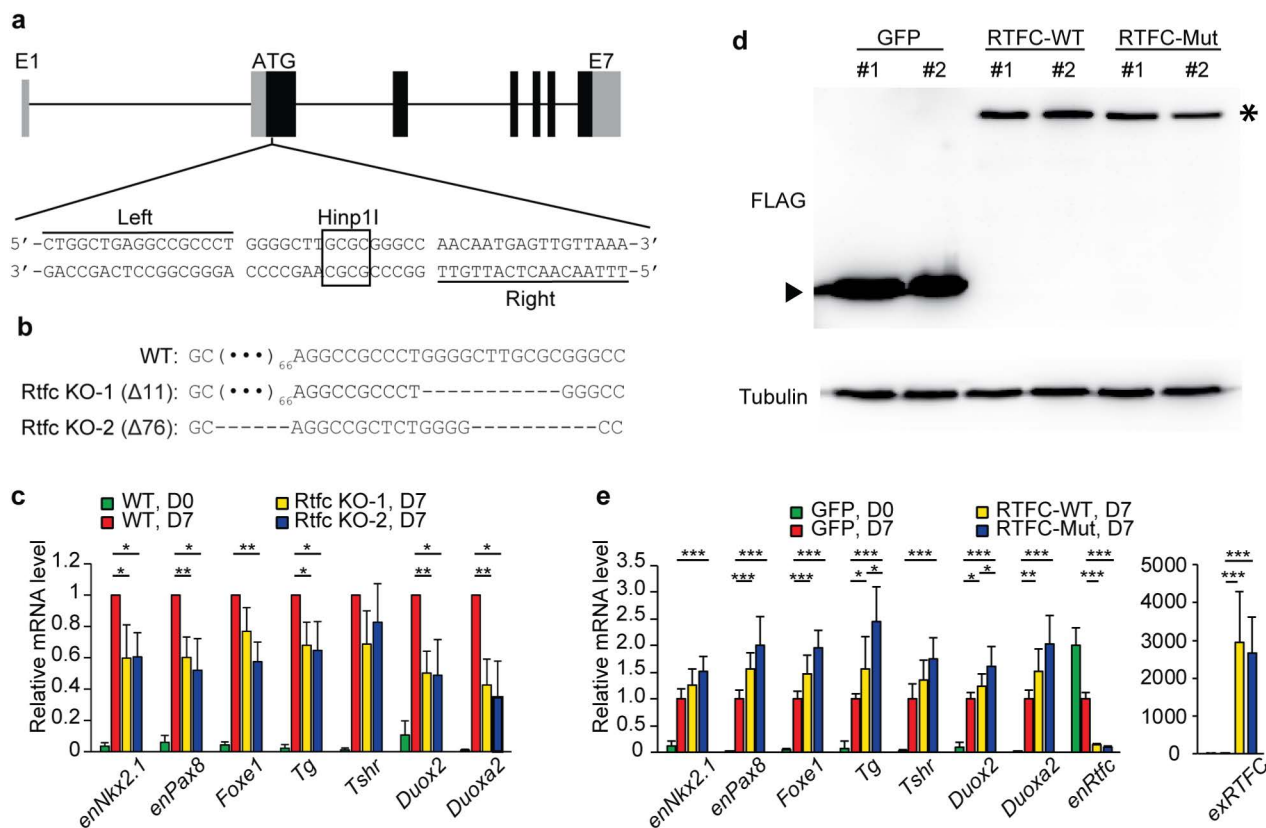 a
E1 ATG E7
Left Hinp1I
5′-CTGGCTGAGGCCGCCCT GGGGCTTGCGCGGGCC AACAATGAGTTGTTAAA-3′
3′-GACCGACTCCGGCGGGA CCCCGAACGCGCCCGG TTGTTACTCAACAATTT-5′
Right
b
WT: GC(•••)66AGGCCGCCCTGGGGCTTGCGCGGGCC
Rtfc KO-1 (Δ11): GC(•••)66AGGCCGCCCT-----------GGGCC
Rtfc KO-2 (Δ76): GC------AGGCCGCTCTGGGG----------CC
c
WT, D0 Rtfc KO-1, D7
WT, D7 Rtfc KO-2, D7
Relative mRNA level
1.2
1
0.8
0.6
0.4
0.2
0
* * ** * * *
* ** * ** **
enNkx2.1 enPax8 Foxe1 Tg Tshr Duox2 Duoxa2
d
GFP RTFC-WT RTFC-Mut
#1 #2 #1 #2 #1 #2
*
FLAG
Tubulin
e
GFP, D0 RTFC-WT, D7
GFP, D7 RTFC-Mut, D7
Relative mRNA level
3.5
3.0
2.5
2.0
1.5
1.0
0.5
0
*** *** *** *** *** *** *** ***
*** *** * * * * ** ***
enNkx2.1 enPax8 Foxe1 Tg Tshr Duox2 Duoxa2 enRtfc
5000
4000
3000
2000
1000
0
***
***
exRTFC